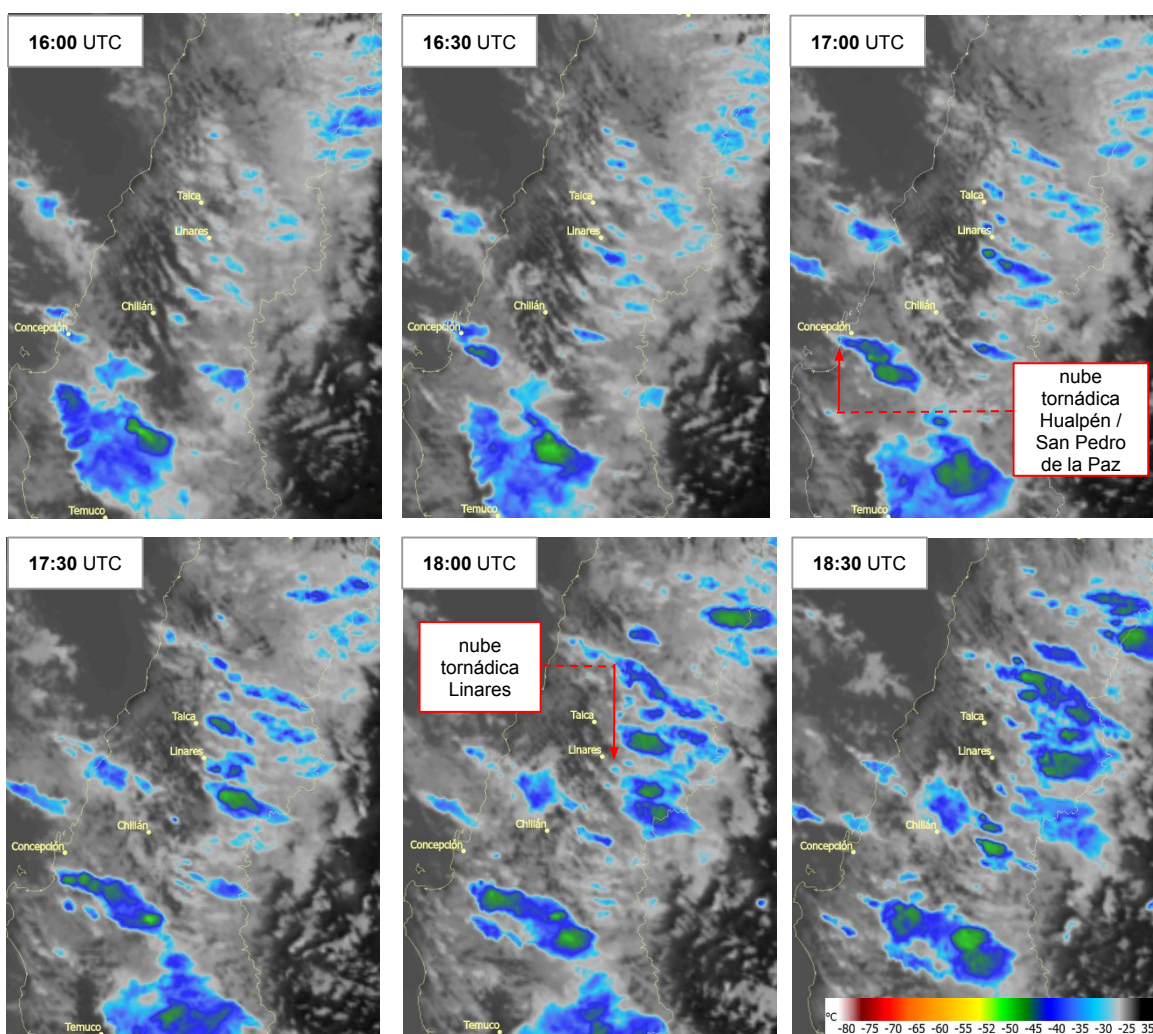 16:00 UTC
Talca
Linares
Chillán
Concepción
Temuco
16:30 UTC
Talca
Linares
Chillán
Concepción
Temuco
17:00 UTC
Talca
Linares
Chillán
Concepción
Temuco
nube
tornádica
Hualpén /
San Pedro
de la Paz
17:30 UTC
Talca
Linares
Chillán
Concepción
Temuco
18:00 UTC
nube
tornádica
Linares
Talca
Linares
Chillán
Concepción
Temuco
18:30 UTC
Talca
Linares
Chillán
Concepción
°C
-80 -75 -70 -65 -60 -55 -52 -50 -45 -40 -35 -30 -25 35